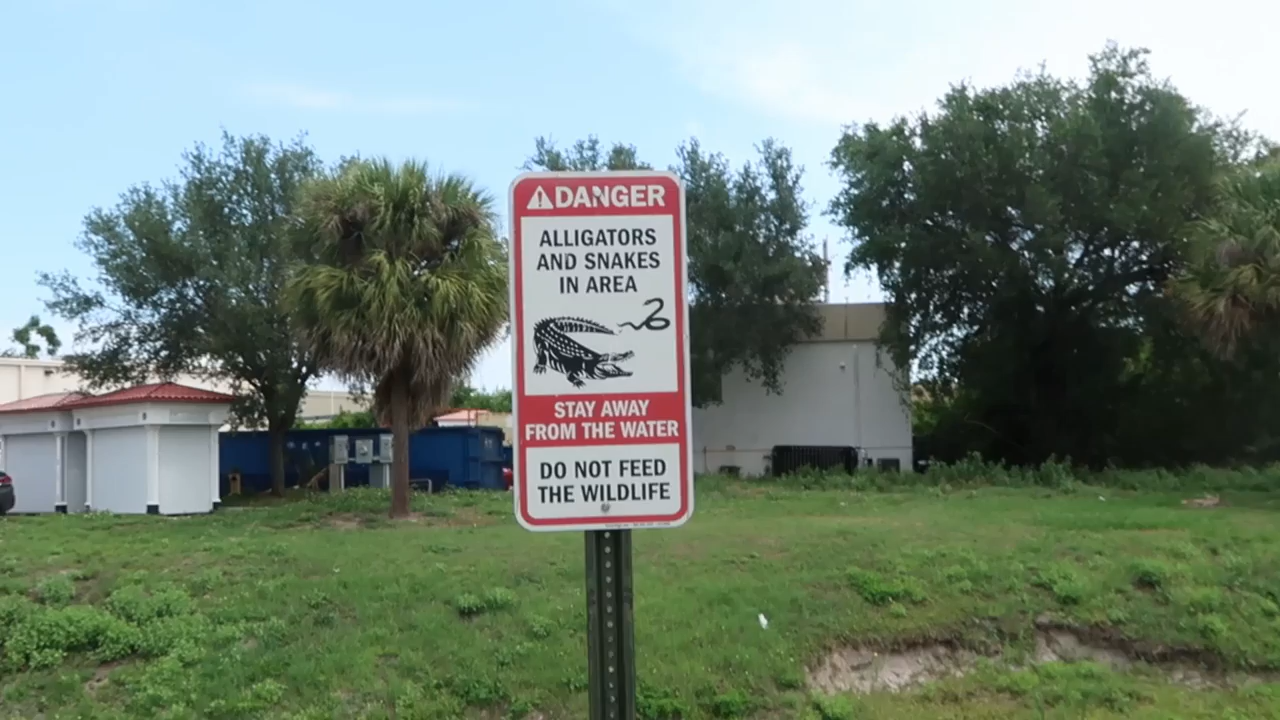 DANGER
ALLIGATORS
AND SNAKES
IN AREA
STAY AWAY
FROM THE WATER
DO NOT FEED
THE WILDLIFE